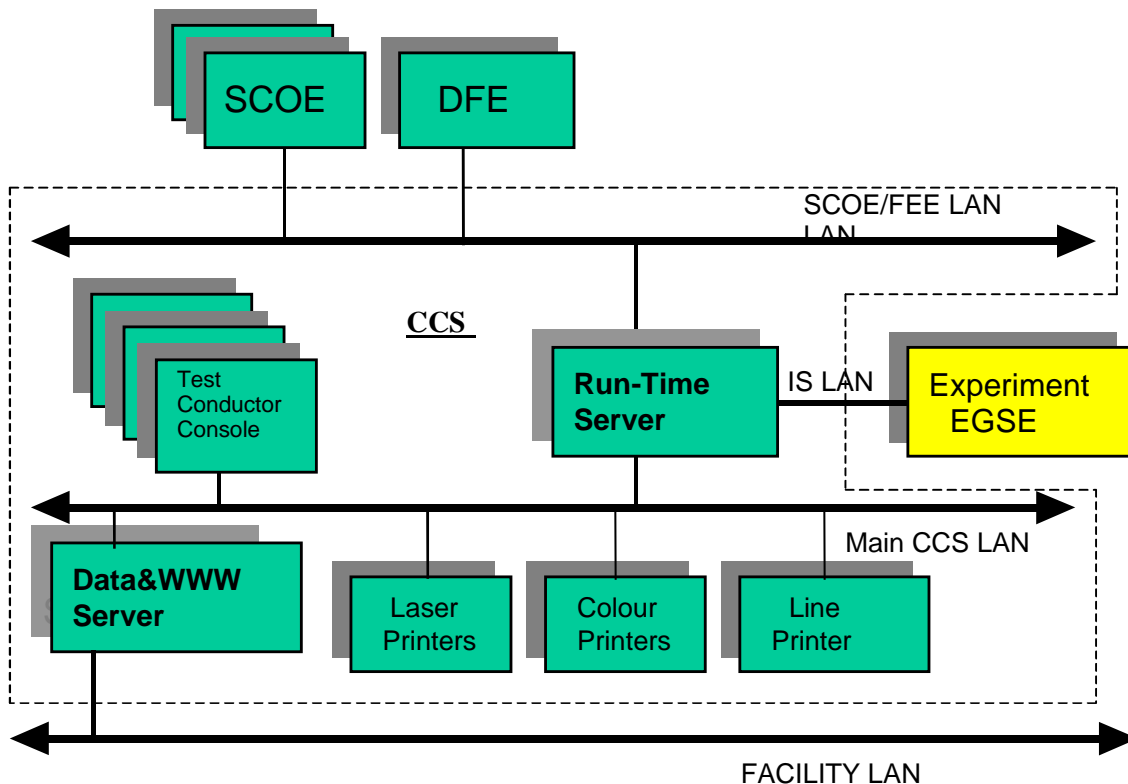 SCOE
DFE
SCOE/FEE LAN
LAN
CCS
Test
Conductor
Console
Run-Time
Server
IS LAN
Experiment
EGSE
Main CCS LAN
Data&WWW
Server
Laser
Printers
Colour
Printers
Line
Printer
FACILITY LAN